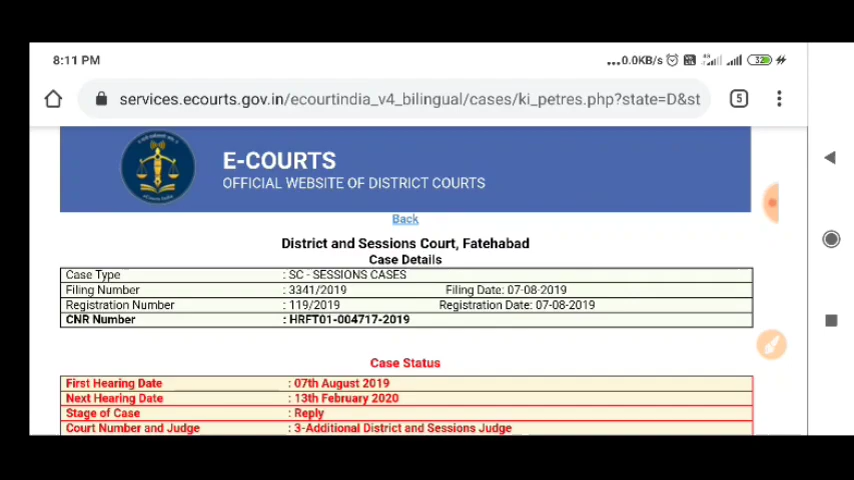 8:11 PM ...0.0KB/s 32
services.ecourts.gov.in/ecourtindia_v4_bilingual/cases/ki_petres.php?state=D&st 5
E-COURTS
OFFICIAL WEBSITE OF DISTRICT COURTS
Back
District and Sessions Court, Fatehabad
Case Details
Case Type : SC - SESSIONS CASES
Filing Number : 3341/2019 Filing Date: 07-08-2019
Registration Number : 119/2019 Registration Date: 07-08-2019
CNR Number : HRFT01-004717-2019
Case Status
First Hearing Date : 07th August 2019
Next Hearing Date : 13th February 2020
Stage of Case : Reply
Court Number and Judge : 3-Additional District and Sessions Judge